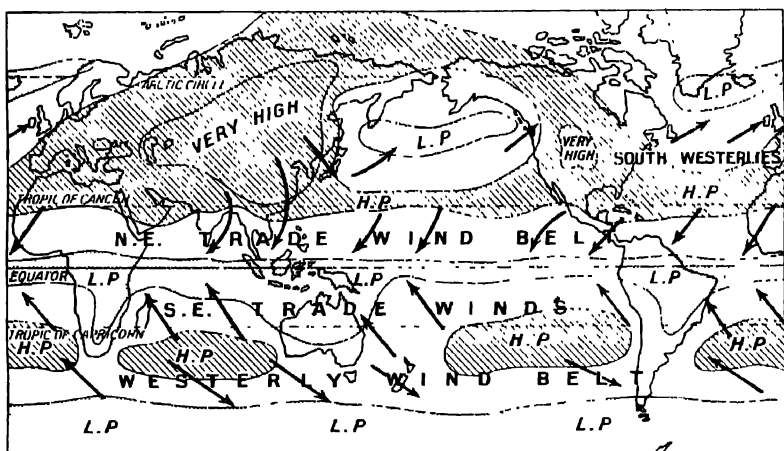 ARCTIC CIRCLE
VERY HIGH
L.P
L.P
VERY HIGH
SOUTH WESTERLIES
TROPIC OF CANCER
H.P
H.P
N.E. TRADE WIND BELT
EQUATOR
L.P
L.P
L.P
S.E. TRADE WINDS
TROPIC OF CAPRICORN
H.P
H.P
H.P
H.P
WESTERLY WIND BELT
L.P
L.P
L.P